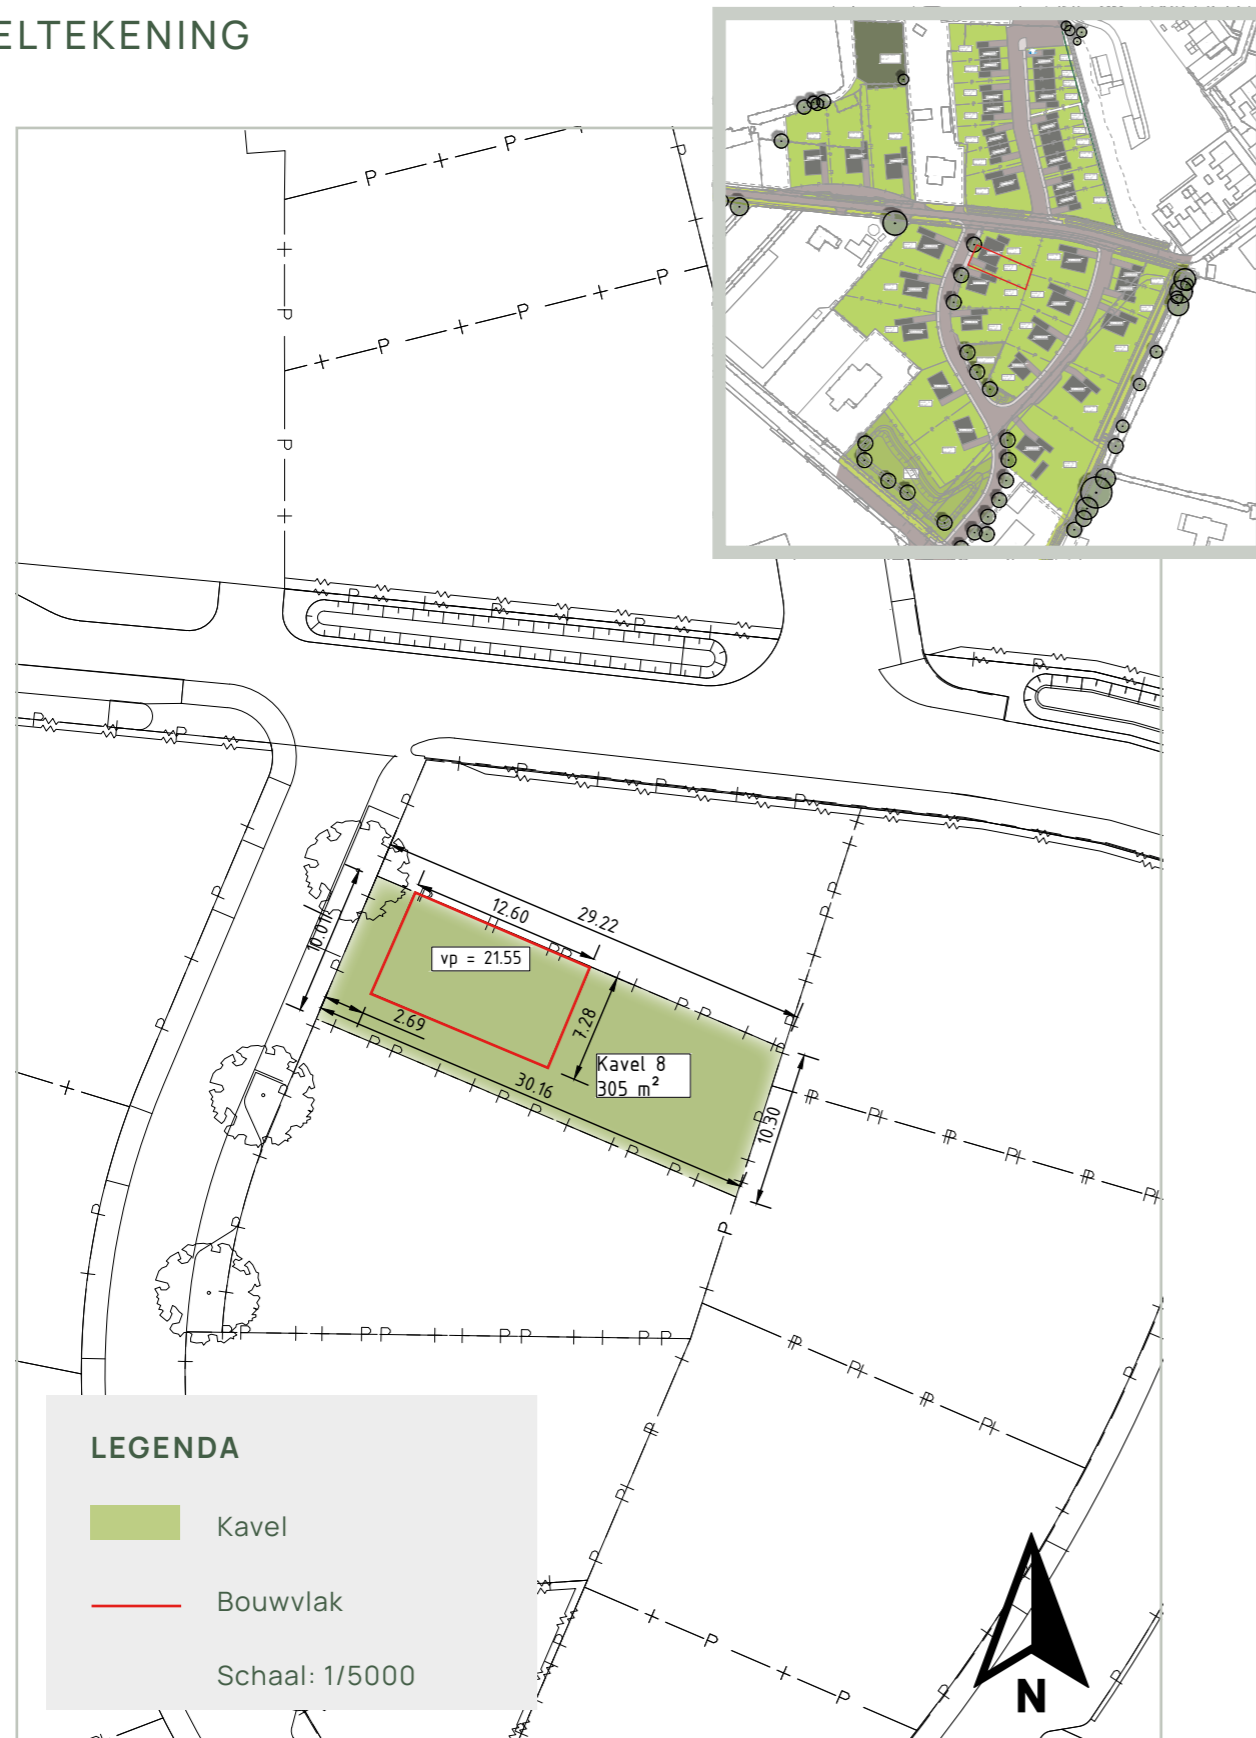 ELTEKENING
12.60
29.22
10.01
vp = 21.55
2.69
7.28
Kavel 8
305 m²
30.16
10.30
LEGENDA
Kavel
Bouwvlak
Schaal: 1/5000
N